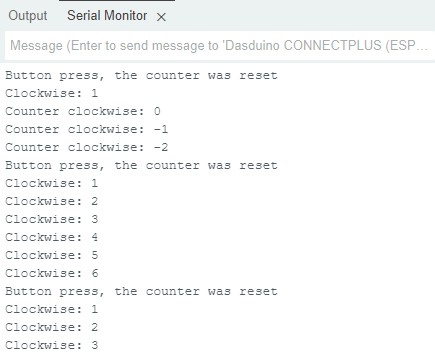 Output Serial Monitor ×
Message (Enter to send message to 'Dasduino CONNECTPLUS (ESP...
Button press, the counter was reset
Clockwise: 1
Counter clockwise: 0
Counter clockwise: -1
Counter clockwise: -2
Button press, the counter was reset
Clockwise: 1
Clockwise: 2
Clockwise: 3
Clockwise: 4
Clockwise: 5
Clockwise: 6
Button press, the counter was reset
Clockwise: 1
Clockwise: 2
Clockwise: 3